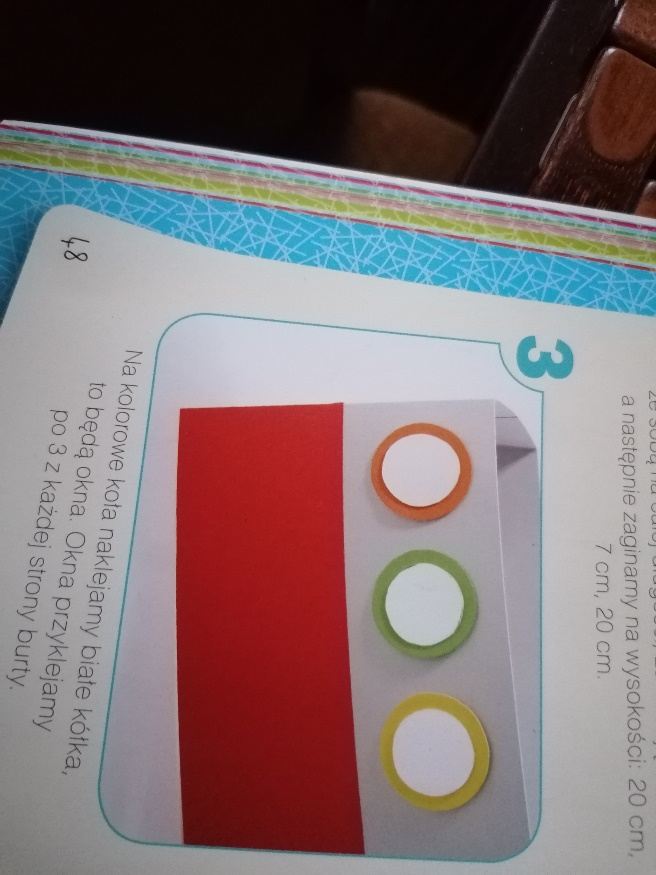 a następnie zaginamy na wysokości: 20 cm,
7 cm, 20 cm.
3
Na kolorowe koła naklejamy białe kółka,
to będą okna. Okna przyklejamy
po 3 z każdej strony burty.
48